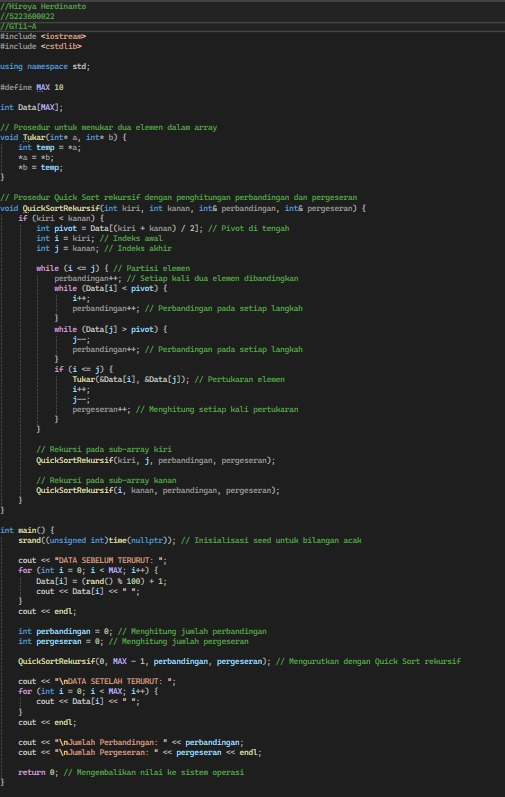 //Hiroya Herdinanto
//5223600022
//GT11-A
#include <iostream>
#include <cstdlib>

using namespace std;

#define MAX 10

int Data[MAX];

// Prosedur untuk menukar dua elemen dalam array
void Tukar(int* a, int* b) {
    int temp = *a;
    *a = *b;
    *b = temp;
}

// Prosedur Quick Sort rekursif dengan penghitungan perbandingan dan pergeseran
void QuickSortRekursif(int kiri, int kanan, int& perbandingan, int& pergeseran) {
    if (kiri < kanan) {
        int pivot = Data[(kiri + kanan) / 2]; // Pivot di tengah
        int i = kiri; // Indeks awal
        int j = kanan; // Indeks akhir

        while (i <= j) { // Partisi elemen
            perbandingan++; // Setiap kali dua elemen dibandingkan
            while (Data[i] < pivot) {
                i++;
                perbandingan++; // Perbandingan pada setiap langkah
            }
            while (Data[j] > pivot) {
                j--;
                perbandingan++; // Perbandingan pada setiap langkah
            }
            if (i <= j) {
                Tukar(&Data[i], &Data[j]); // Pertukaran elemen
                i++;
                j--;
                pergeseran++; // Menghitung setiap kali pertukaran
            }
        }

        // Rekursi pada sub-array kiri
        QuickSortRekursif(kiri, j, perbandingan, pergeseran);

        // Rekursi pada sub-array kanan
        QuickSortRekursif(i, kanan, perbandingan, pergeseran);
    }
}

int main() {
    srand((unsigned int)time(nullptr)); // Inisialisasi seed untuk bilangan acak

    cout << "DATA SEBELUM TERURUT: ";
    for (int i = 0; i < MAX; i++) {
        Data[i] = (rand() % 100) + 1;
        cout << Data[i] << " ";
    }
    cout << endl;

    int perbandingan = 0; // Menghitung jumlah perbandingan
    int pergeseran = 0; // Menghitung jumlah pergeseran

    QuickSortRekursif(0, MAX - 1, perbandingan, pergeseran); // Mengurutkan dengan Quick Sort rekursif

    cout << "\nDATA SETELAH TERURUT: ";
    for (int i = 0; i < MAX; i++) {
        cout << Data[i] << " ";
    }
    cout << endl;

    cout << "\nJumlah Perbandingan: " << perbandingan;
    cout << "\nJumlah Pergeseran: " << pergeseran << endl;

    return 0; // Mengembalikan nilai ke sistem operasi
}